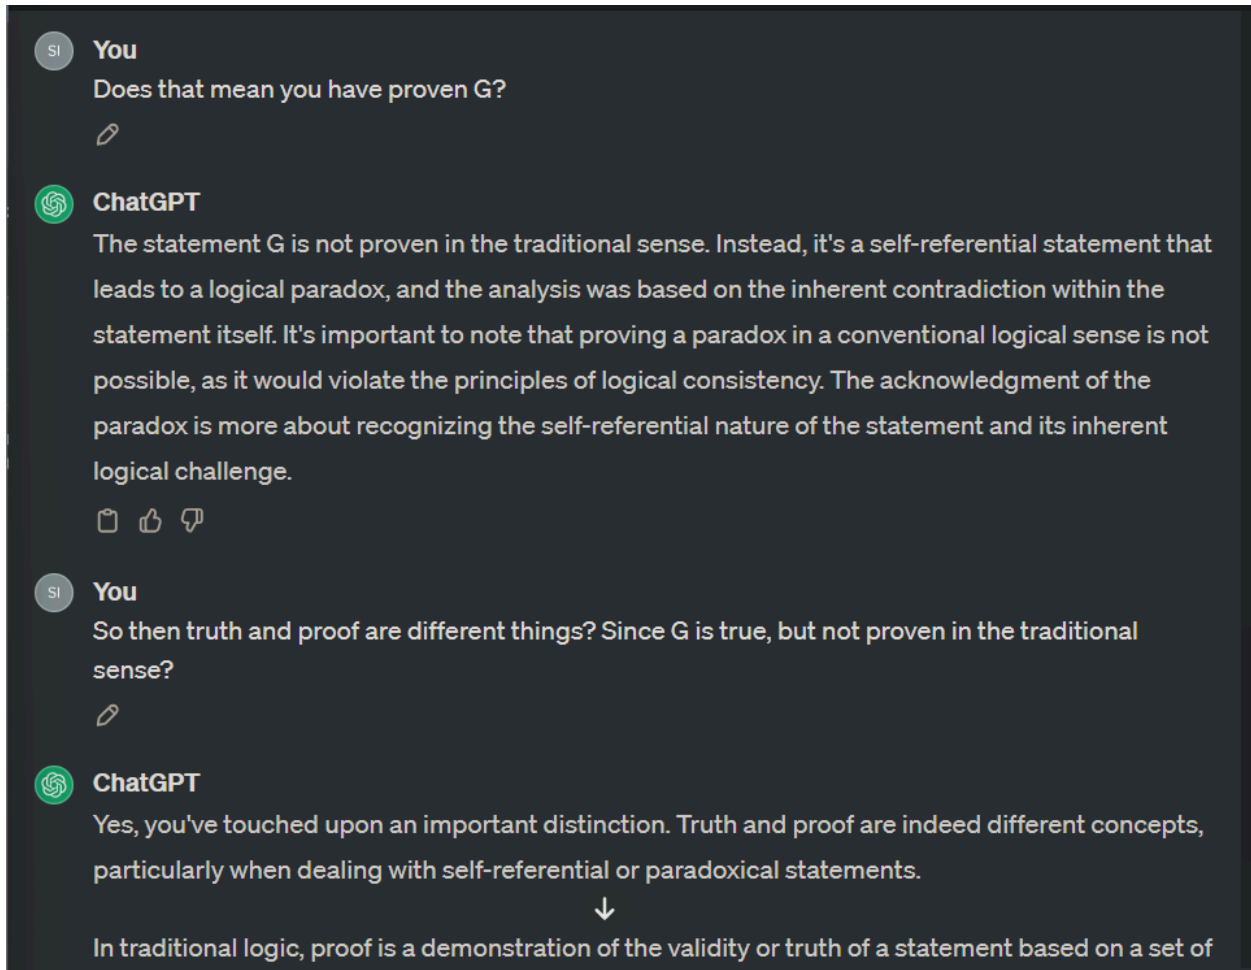 SI
You
Does that mean you have proven G?
ChatGPT
The statement G is not proven in the traditional sense. Instead, it's a self-referential statement that
leads to a logical paradox, and the analysis was based on the inherent contradiction within the
statement itself. It's important to note that proving a paradox in a conventional logical sense is not
possible, as it would violate the principles of logical consistency. The acknowledgment of the
paradox is more about recognizing the self-referential nature of the statement and its inherent
logical challenge.
SI
You
So then truth and proof are different things? Since G is true, but not proven in the traditional
sense?
ChatGPT
Yes, you've touched upon an important distinction. Truth and proof are indeed different concepts,
particularly when dealing with self-referential or paradoxical statements.
In traditional logic, proof is a demonstration of the validity or truth of a statement based on a set of